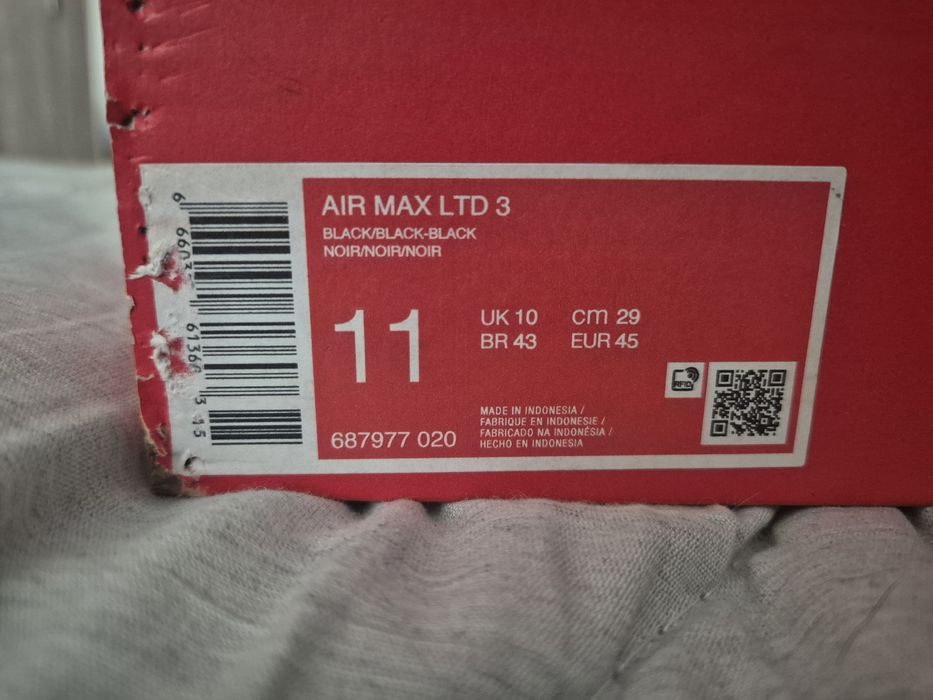 AIR MAX LTD 3
BLACK/BLACK-BLACK
NOIR/NOIR/NOIR
11
UK 10 cm 29
BR 43 EUR 45
687977 020
MADE IN INDONESIA /
FABRIQUE EN INDONESIE /
FABRICADO NA INDONÉSIA /
HECHO EN INDONESIA
RFID